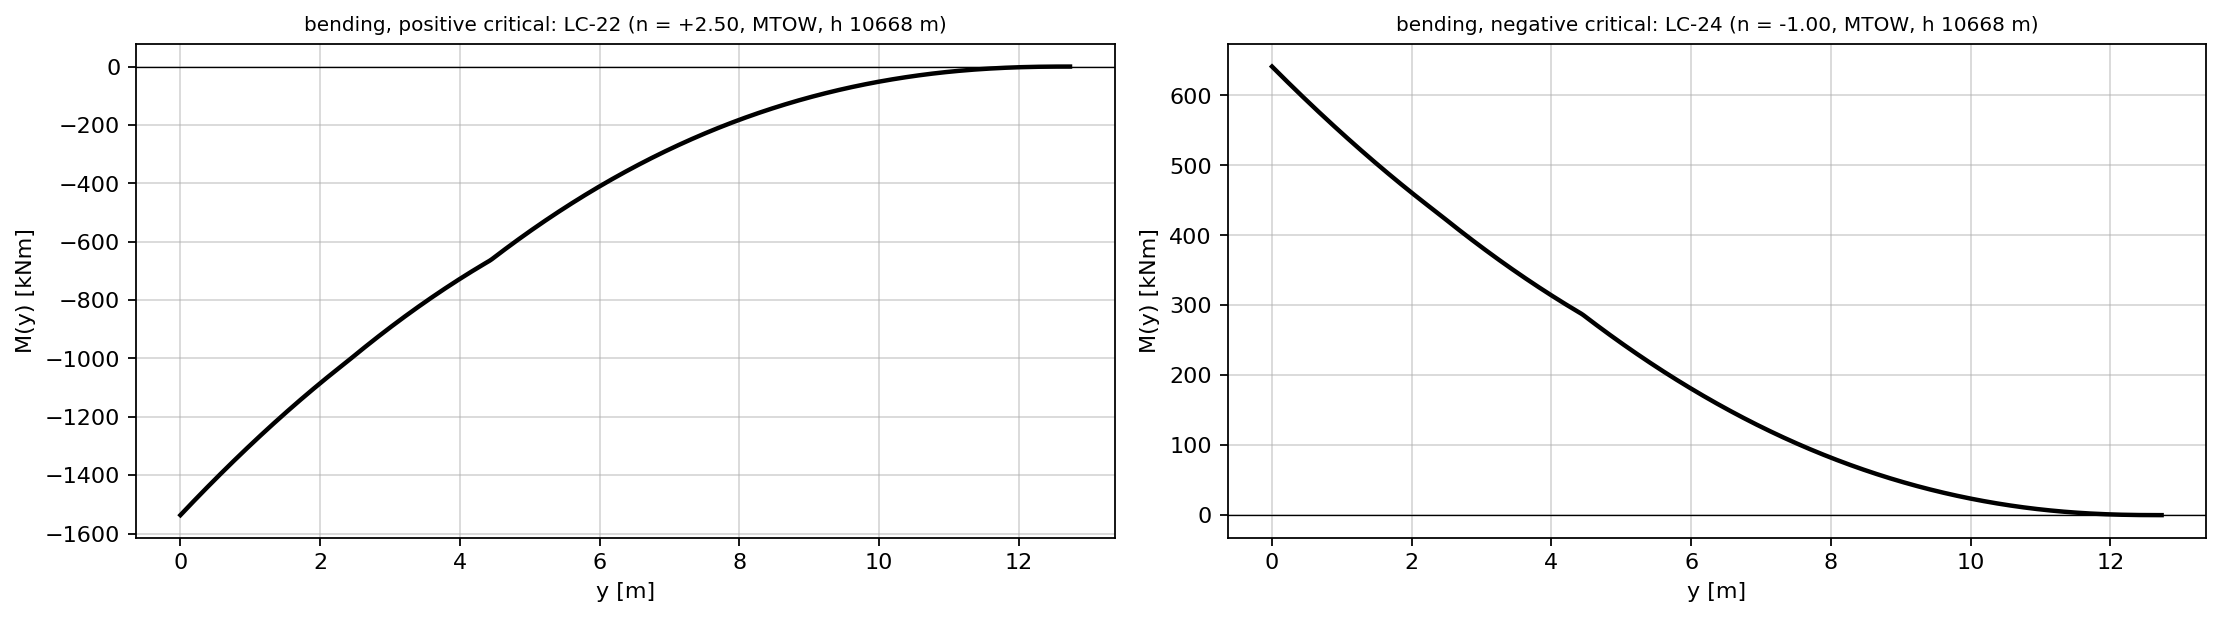 bending, positive critical: LC-22 (n = +2.50, MTOW, h 10668 m)
0
−200
−400
−600
−800
−1000
−1200
−1400
−1600
M(y) [kNm]
0 2 4 6 8 10 12
y [m]
bending, negative critical: LC-24 (n = -1.00, MTOW, h 10668 m)
600
500
400
300
200
100
0
M(y) [kNm]
0 2 4 6 8 10 12
y [m]